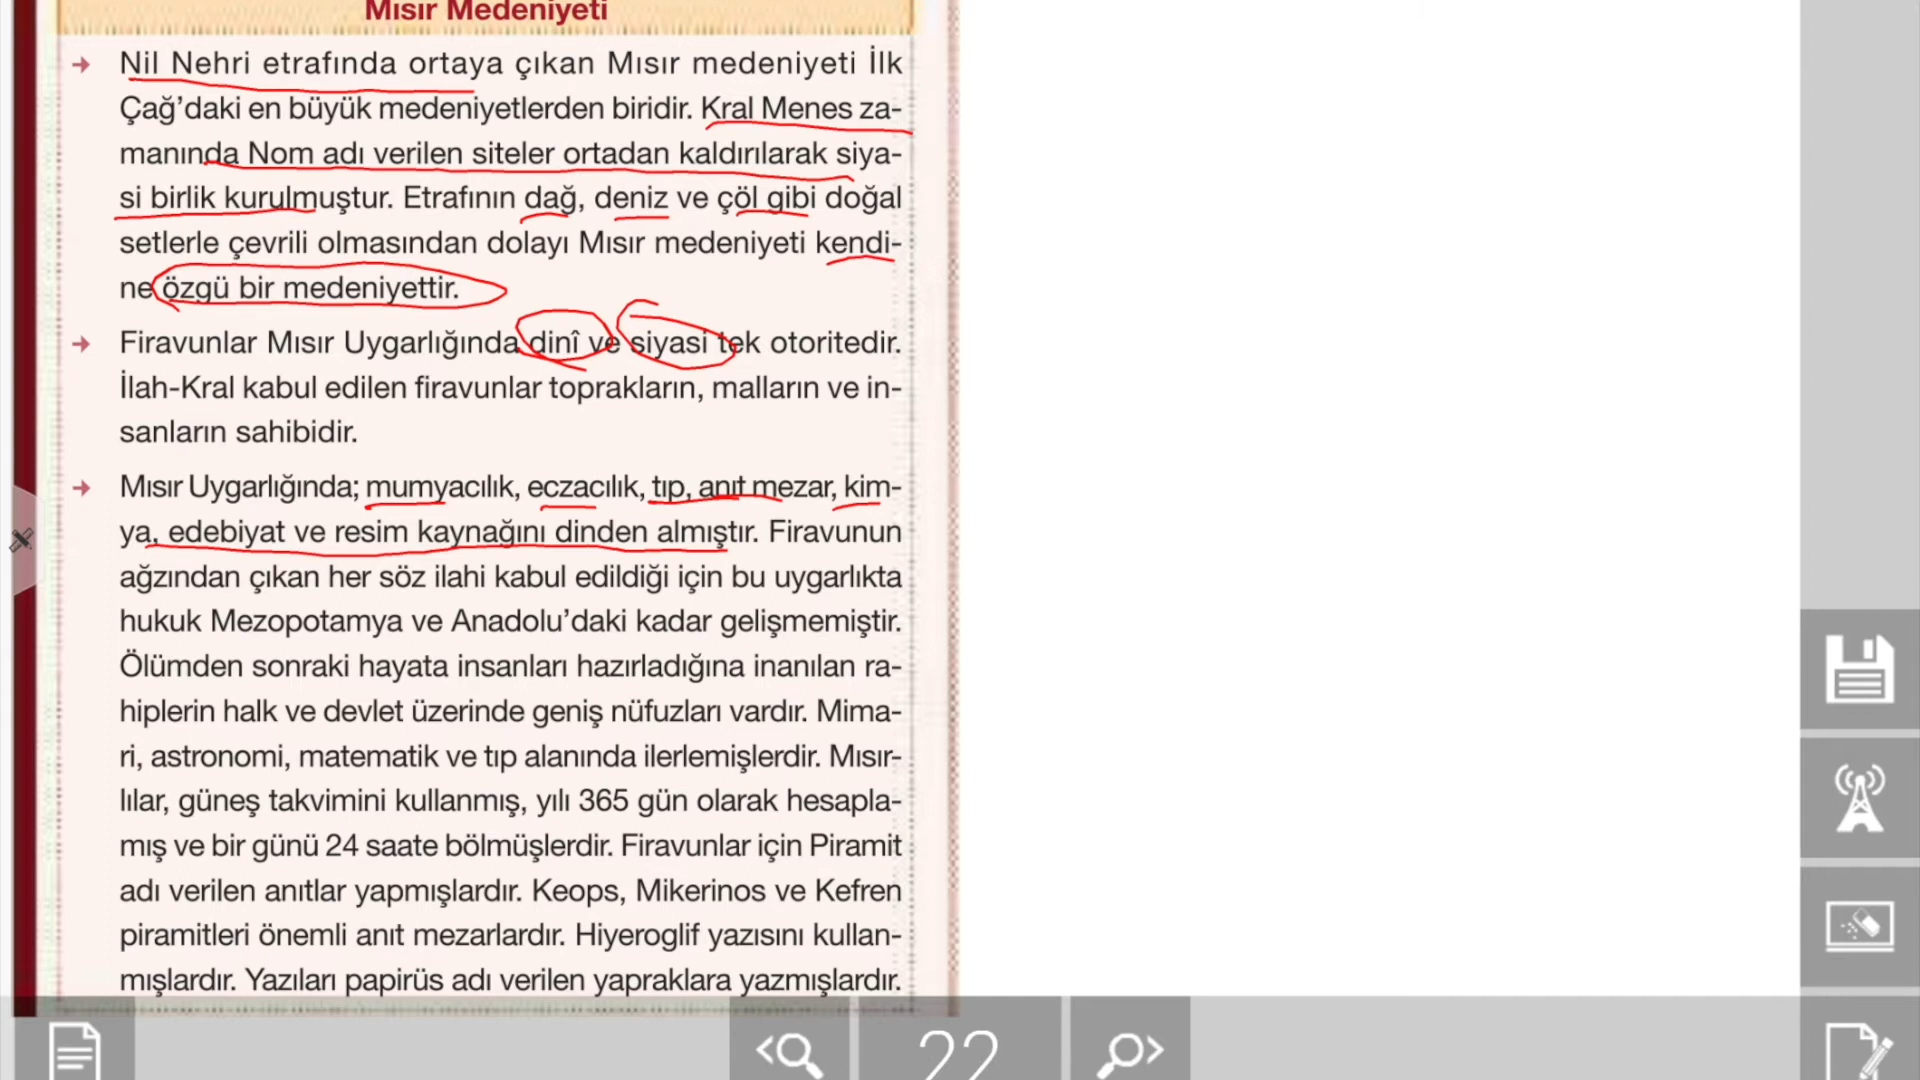 Mısır Medeniyeti
Nil Nehri etrafında ortaya çıkan Mısır medeniyeti İlk
Çağ’daki en büyük medeniyetlerden biridir. Kral Menes za-
manında Nom adı verilen siteler ortadan kaldırılarak siya-
si birlik kurulmuştur. Etrafının dağ, deniz ve çöl gibi doğal
setlerle çevrili olmasından dolayı Mısır medeniyeti kendi-
ne özgü bir medeniyettir.
Firavunlar Mısır Uygarlığında dinî ve siyasi tek otoritedir.
İlah-Kral kabul edilen firavunlar toprakların, malların ve in-
sanların sahibidir.
Mısır Uygarlığında; mumyacılık, eczacılık, tıp, anıt mezar, kim-
ya, edebiyat ve resim kaynağını dinden almıştır. Firavunun
ağzından çıkan her söz ilahi kabul edildiği için bu uygarlıkta
hukuk Mezopotamya ve Anadolu’daki kadar gelişmemiştir.
Ölümden sonraki hayata insanları hazırladığına inanılan ra-
hiplerin halk ve devlet üzerinde geniş nüfuzları vardır. Mima-
ri, astronomi, matematik ve tıp alanında ilerlemişlerdir. Mısır-
lılar, güneş takvimini kullanmış, yılı 365 gün olarak hesapla-
mış ve bir günü 24 saate bölmüşlerdir. Firavunlar için Piramit
adı verilen anıtlar yapmışlardır. Keops, Mikerinos ve Kefren
piramitleri önemli anıt mezarlardır. Hiyeroglif yazısını kullan-
mışlardır. Yazıları papirüs adı verilen yapraklara yazmışlardır.
22